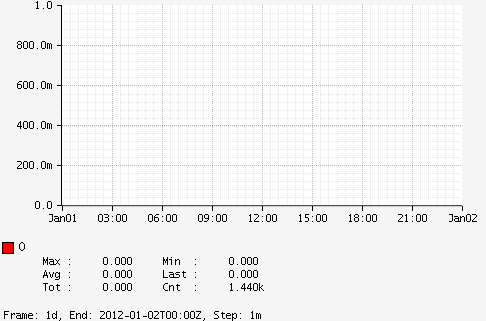 1.0
800.0m
600.0m
400.0m
200.0m
0.0
Jan01 03:00 06:00 09:00 12:00 15:00 18:00 21:00 Jan02
0
Max : 0.000 Min : 0.000
Avg : 0.000 Last : 0.000
Tot : 0.000 Cnt : 1.440k
Frame: 1d, End: 2012-01-02T00:00Z, Step: 1m